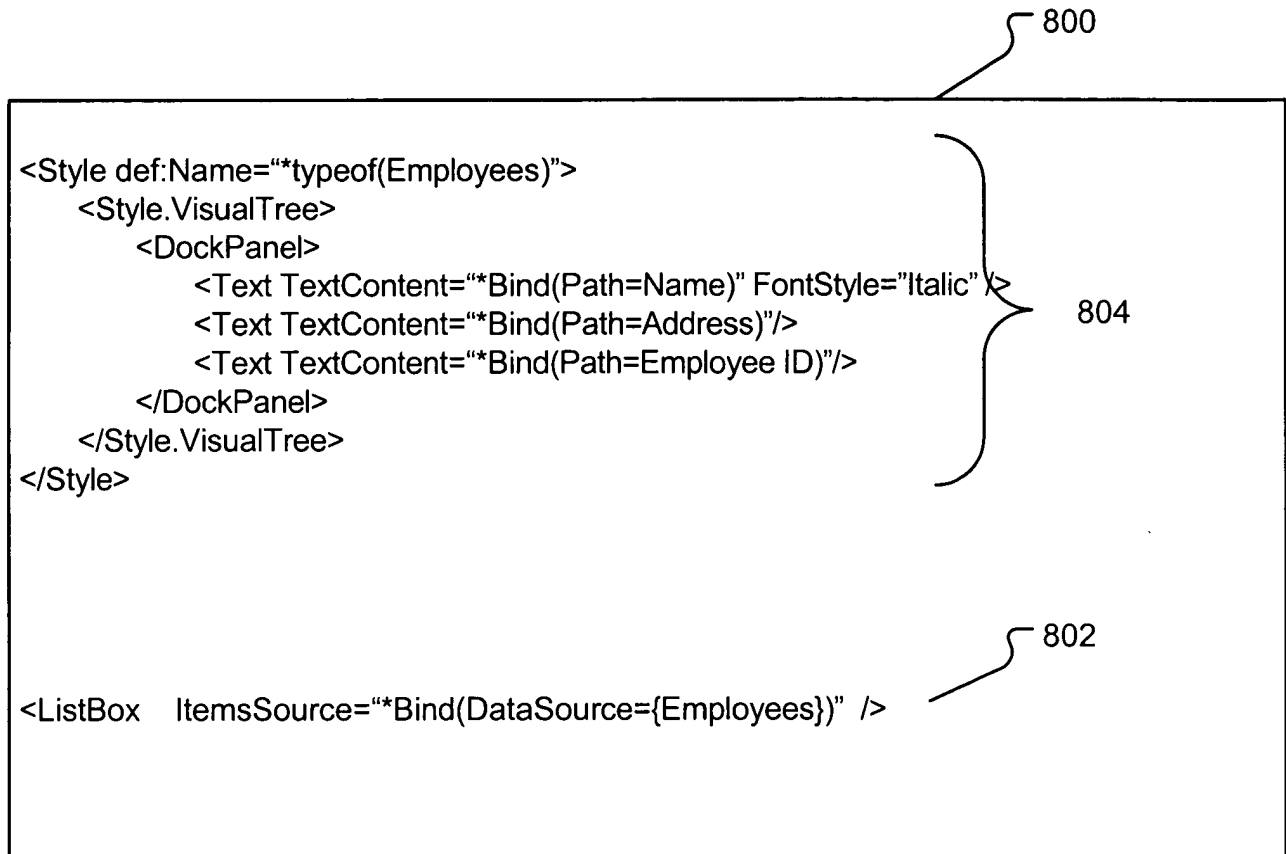 800
<Style def:Name=“*typeof(Employees)”>
<Style.VisualTree>
<DockPanel>
<Text TextContent=“*Bind(Path=Name)” FontStyle=”Italic” />
<Text TextContent=“*Bind(Path=Address)”/>
804
<Text TextContent=“*Bind(Path=Employee ID)”/>
</DockPanel>
</Style.VisualTree>
</Style>
802
<ListBox ItemsSource=“*Bind(DataSource={Employees})” />